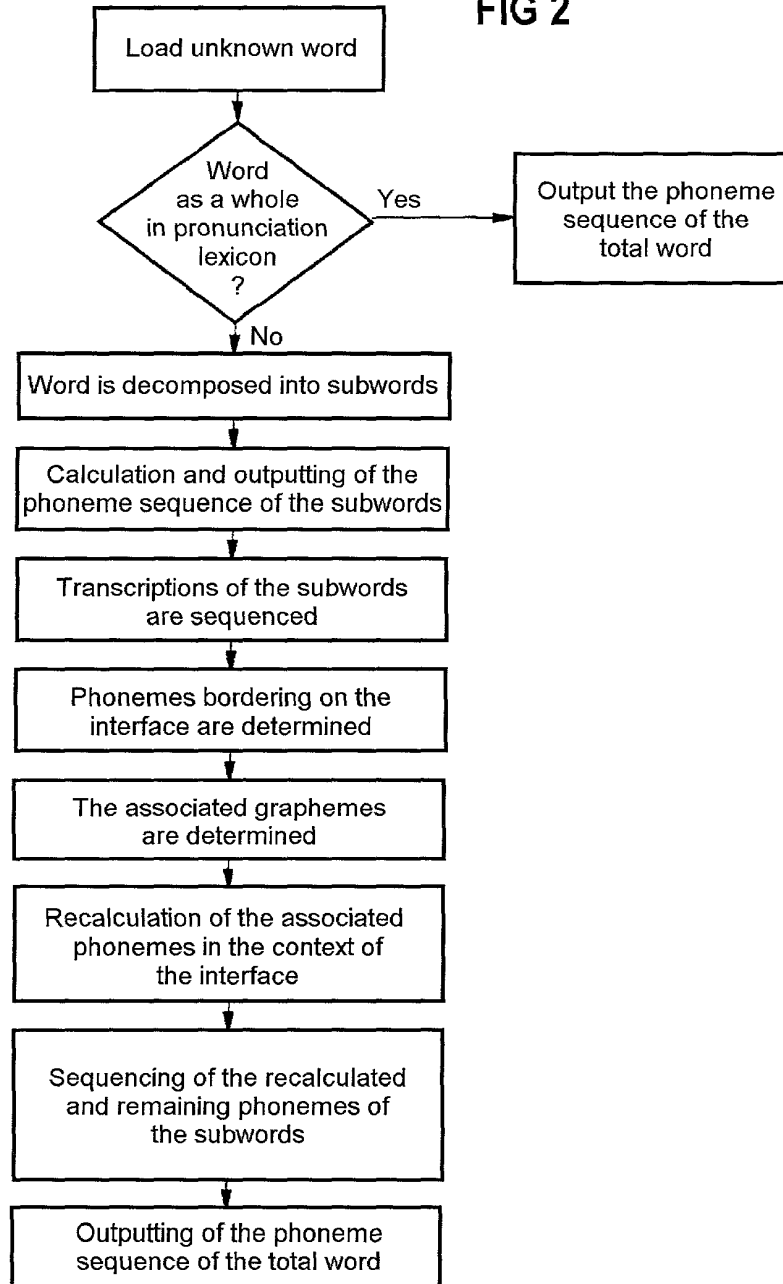 FIG 2
Load unknown word
Word
as a whole
in pronunciation
lexicon
?
Yes
Output the phoneme
sequence of the
total word
No
Word is decomposed into subwords
Calculation and outputting of the
phoneme sequence of the subwords
Transcriptions of the subwords
are sequenced
Phonemes bordering on the
interface are determined
The associated graphemes
are determined
Recalculation of the associated
phonemes in the context of
the interface
Sequencing of the recalculated
and remaining phonemes of
the subwords
Outputting of the phoneme
sequence of the total word